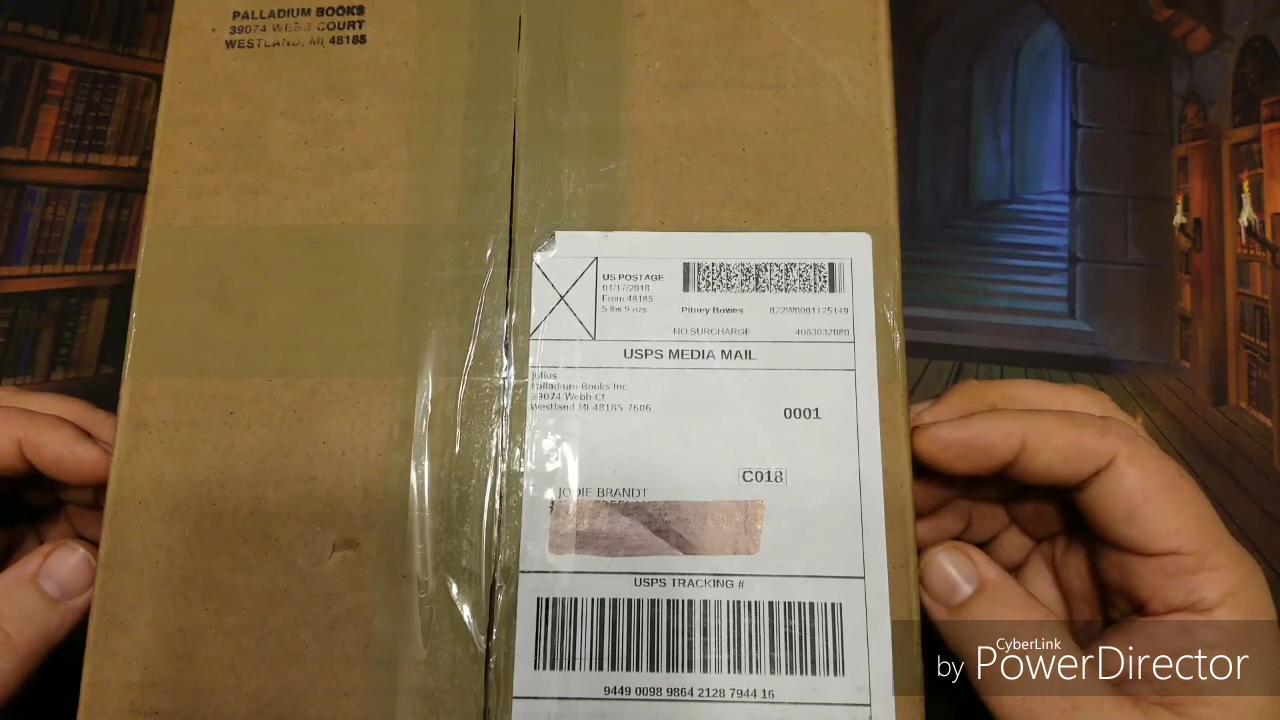 PALLADIUM BOOKS
39074 WEBB COURT
WESTLAND, MI 48185
US POSTAGE
01/17/2018
From 48185
5 lbs 9 ozs
Pitney Bowes 022W0001125149
NO SURCHARGE 4083032080
USPS MEDIA MAIL
Julius
Palladium Books Inc
39074 Webb Ct
Westland MI 48185-7606
0001
C018
JODIE BRANDT
USPS TRACKING #
9449 0098 9864 2128 7944 16
CyberLink
by PowerDirector